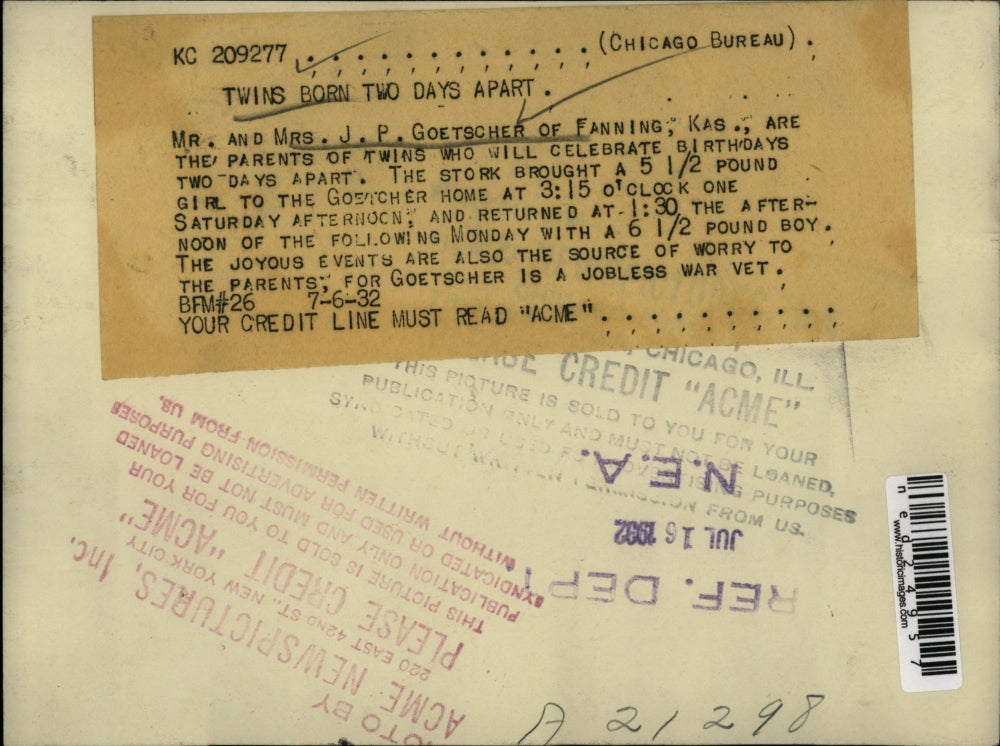 KC 209277 . . . . . . . . . . . . . (CHICAGO BUREAU) .
TWINS BORN TWO DAYS APART .
MR. AND MRS. J. P. GOETSCHER OF FANNING, KAS., ARE
THE PARENTS OF TWINS WHO WILL CELEBRATE BIRTHDAYS
TWO DAYS APART. THE STORK BROUGHT A 5 1/2 POUND
GIRL TO THE GOETCHER HOME AT 3:15 O'CLOCK ONE
SATURDAY AFTERNOON, AND RETURNED AT 1:30 THE AFTER-
NOON OF THE FOLLOWING MONDAY WITH A 6 1/2 POUND BOY.
THE JOYOUS EVENTS ARE ALSO THE SOURCE OF WORRY TO
THE PARENTS, FOR GOETSCHER IS A JOBLESS WAR VET.
BFM#26 7-6-32
YOUR CREDIT LINE MUST READ "ACME" . . . . . . . . . .
CHICAGO, ILL.
CREDIT "ACME"
THIS PICTURE IS SOLD TO YOU FOR YOUR
PUBLICATION ONLY AND MUST NOT BE LOANED,
SYNDICATED OR USED FOR ADVERTISING PURPOSES
WITHOUT WRITTEN PERMISSION FROM US.
N.E.A.
JUL 16 1932
REF. DEPT
ACME NEWSPICTURES, Inc.
220 EAST 42ND ST., NEW YORK CITY
PLEASE CREDIT "ACME"
THIS PICTURE IS SOLD TO YOU FOR YOUR
PUBLICATION ONLY AND MUST NOT BE LOANED
SYNDICATED OR USED FOR ADVERTISING PURPOSES
WITHOUT WRITTEN PERMISSION FROM US.
A 21298
www.historicimages.com
ned24957